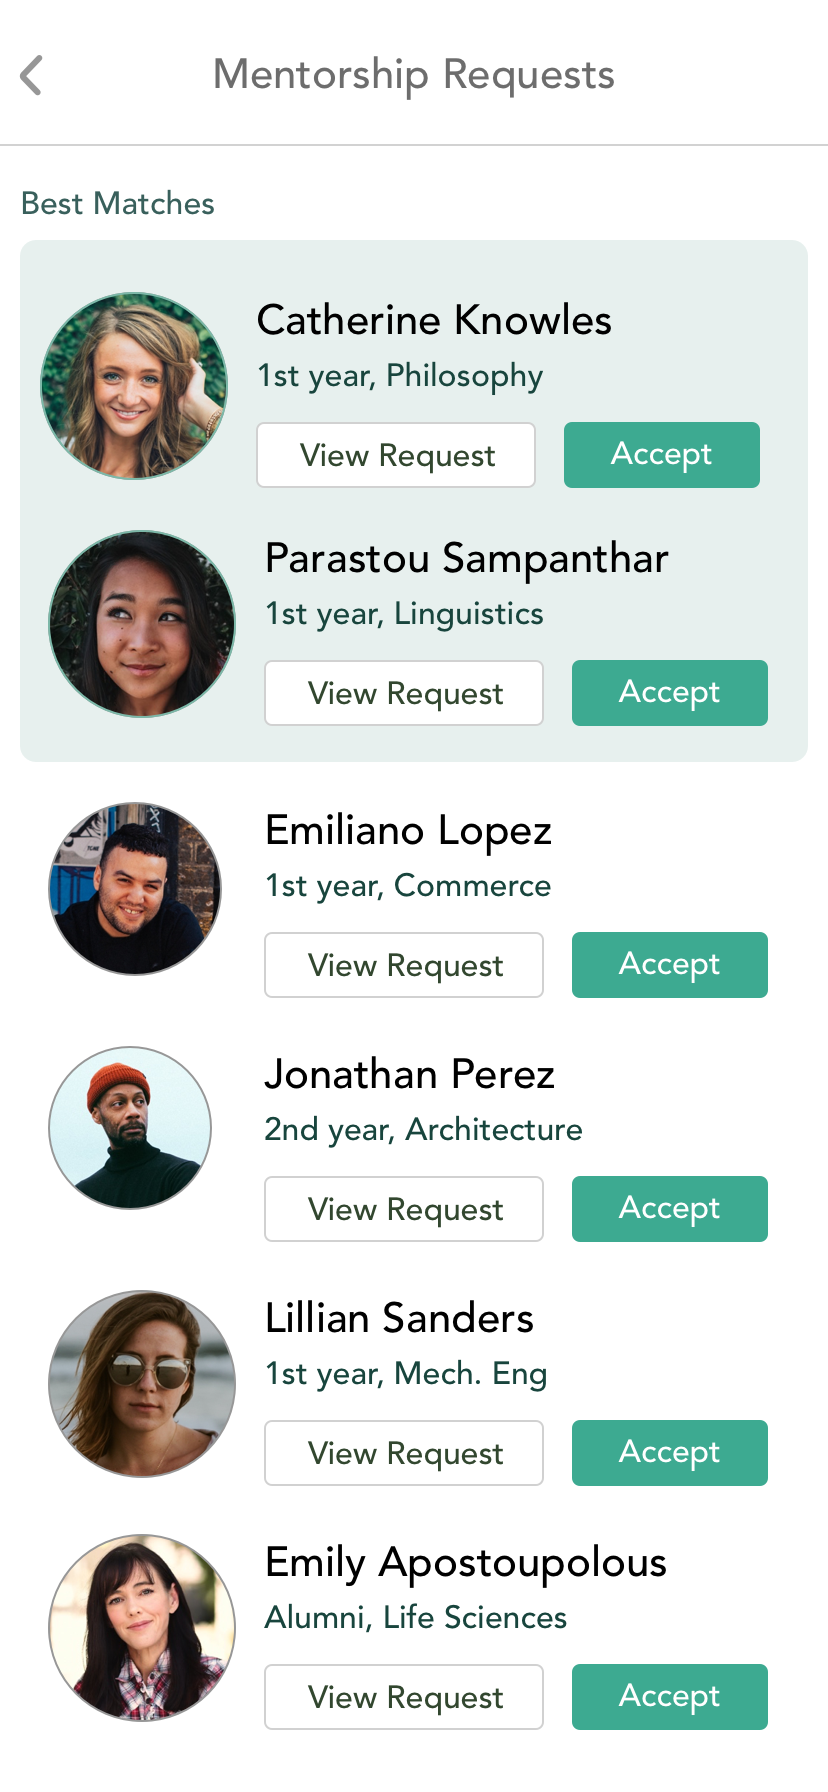 Mentorship Requests
Best Matches
Catherine Knowles
1st year, Philosophy
View Request
Accept
Parastou Sampanthar
1st year, Linguistics
View Request
Accept
Emiliano Lopez
1st year, Commerce
View Request
Accept
Jonathan Perez
2nd year, Architecture
View Request
Accept
Lillian Sanders
1st year, Mech. Eng
View Request
Accept
Emily Apostoupolous
Alumni, Life Sciences
View Request
Accept